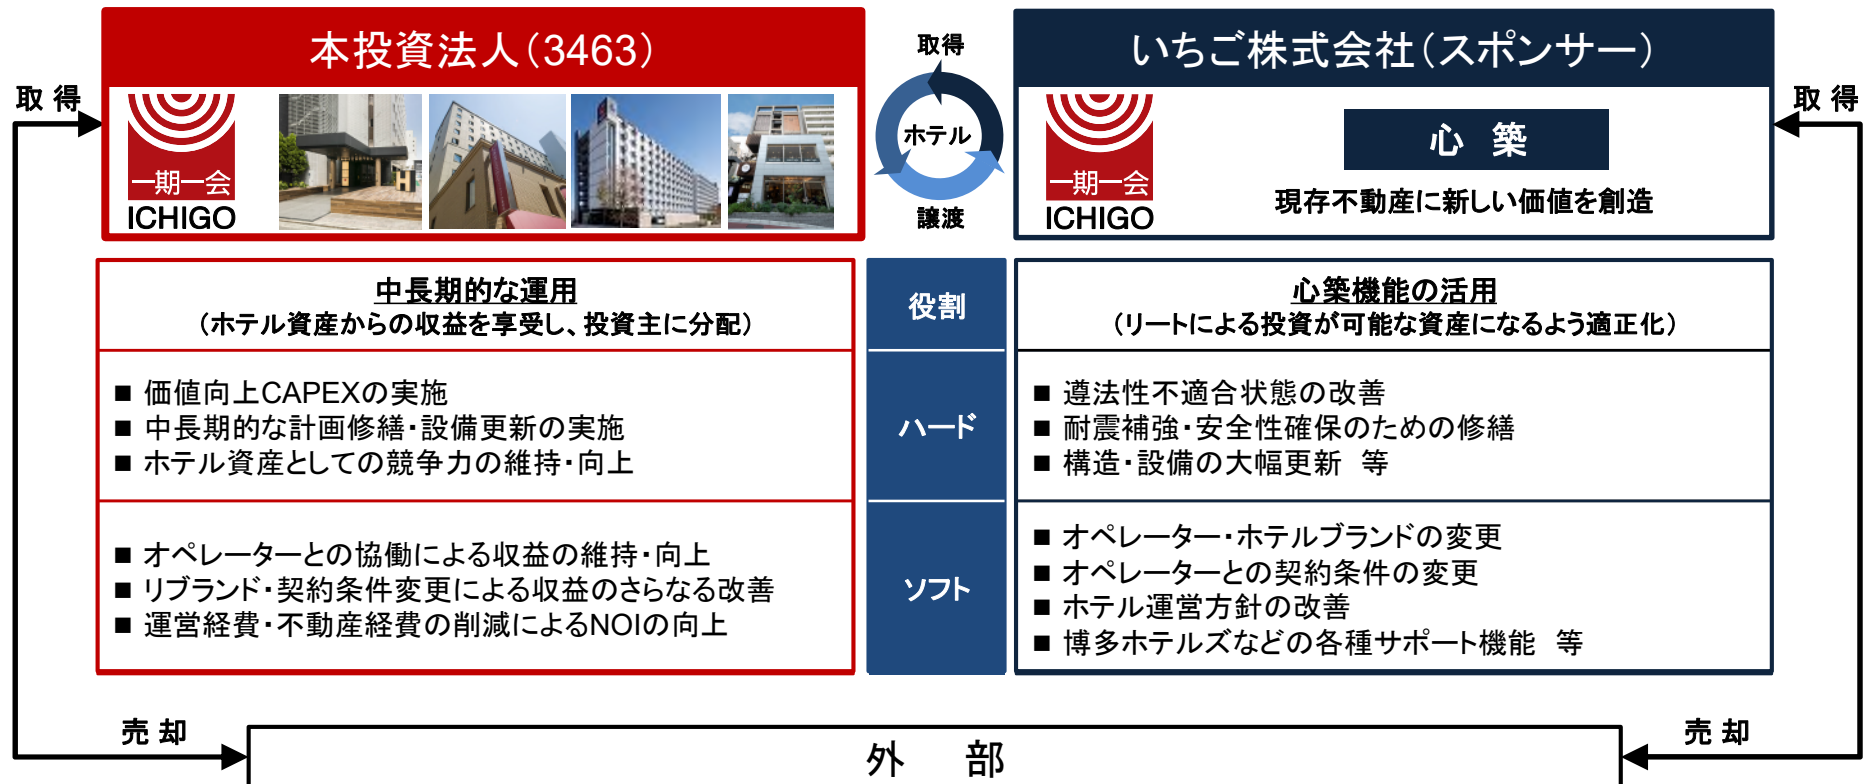 本投資法人（3463）
取得
いちご株式会社（スポンサー）
取 得
取 得
一期一会
ICHIGO
ホテル
一期一会
ICHIGO
心 築
現存不動産に新しい価値を創造
譲渡
中長期的な運用
（ホテル資産からの収益を享受し、投資主に分配）
役割
心築機能の活用
（リートによる投資が可能な資産になるよう適正化）
■ 価値向上CAPEXの実施
■ 中長期的な計画修繕・設備更新の実施
■ ホテル資産としての競争力の維持・向上
ハード
■ 遵法性不適合状態の改善
■ 耐震補強・安全性確保のための修繕
■ 構造・設備の大幅更新 等
■ オペレーターとの協働による収益の維持・向上
■ リブランド・契約条件変更による収益のさらなる改善
■ 運営経費・不動産経費の削減によるNOIの向上
ソフト
■ オペレーター・ホテルブランドの変更
■ オペレーターとの契約条件の変更
■ ホテル運営方針の改善
■ 博多ホテルズなどの各種サポート機能 等
売 却
外 部
売 却